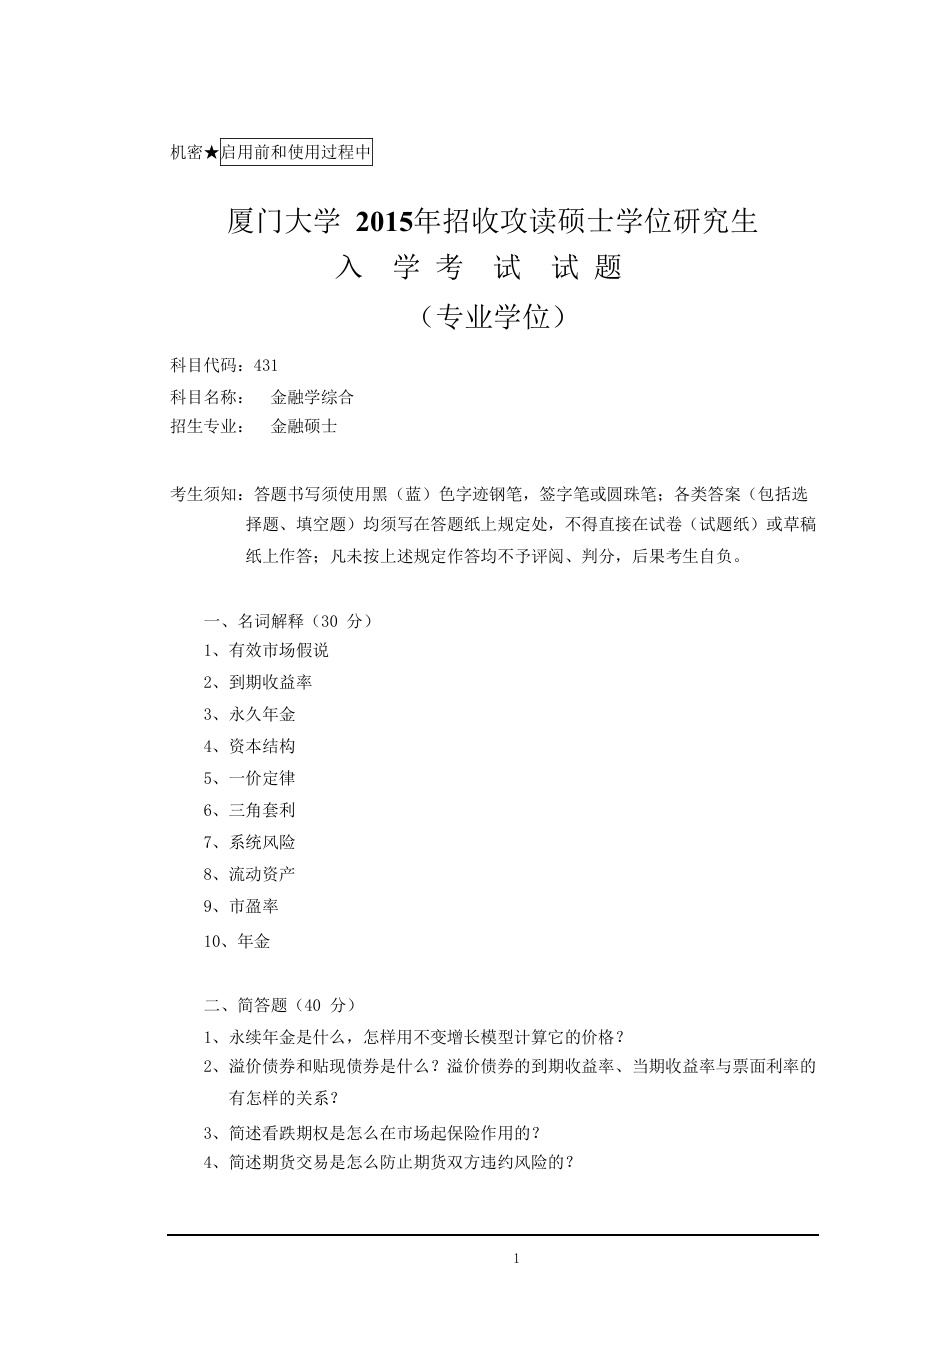 机密★启用前和使用过程中
厦门大学 2015年招收攻读硕士学位研究生
入 学 考 试 试 题
（专业学位）
科目代码：431
科目名称： 金融学综合
招生专业： 金融硕士
考生须知：答题书写须使用黑（蓝）色字迹钢笔，签字笔或圆珠笔；各类答案（包括选
择题、填空题）均须写在答题纸上规定处，不得直接在试卷（试题纸）或草稿
纸上作答；凡未按上述规定作答均不予评阅、判分，后果考生自负。
一、名词解释（30 分）
1、有效市场假说
2、到期收益率
3、永久年金
4、资本结构
5、一价定律
6、三角套利
7、系统风险
8、流动资产
9、市盈率
10、年金
二、简答题（40 分）
1、永续年金是什么，怎样用不变增长模型计算它的价格？
2、溢价债券和贴现债券是什么？溢价债券的到期收益率、当期收益率与票面利率的
有怎样的关系？
3、简述看跌期权是怎么在市场起保险作用的？
4、简述期货交易是怎么防止期货双方违约风险的？
1